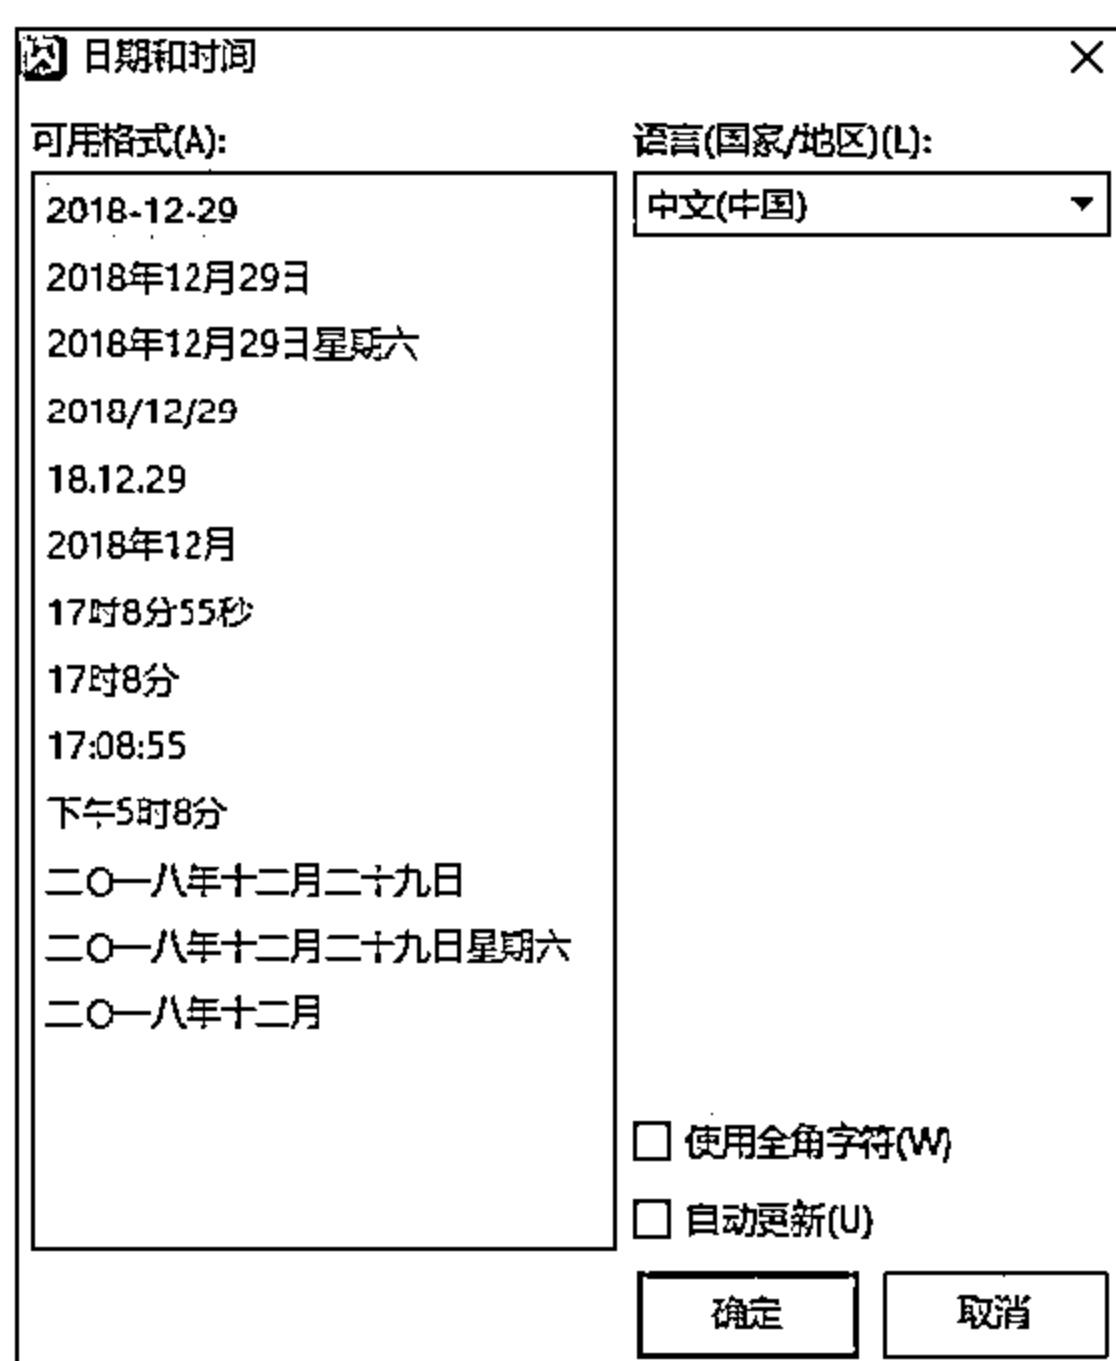 日期和时间
可用格式(A):
语言(国家/地区)(L):
中文(中国)
2018-12-29
2018年12月29日
2018年12月29日星期六
2018/12/29
18.12.29
2018年12月
17时8分55秒
17时8分
17:08:55
下午5时8分
二〇一八年十二月二十九日
二〇一八年十二月二十九日星期六
二〇一八年十二月
使用全角字符(W)
自动更新(U)
确定
取消